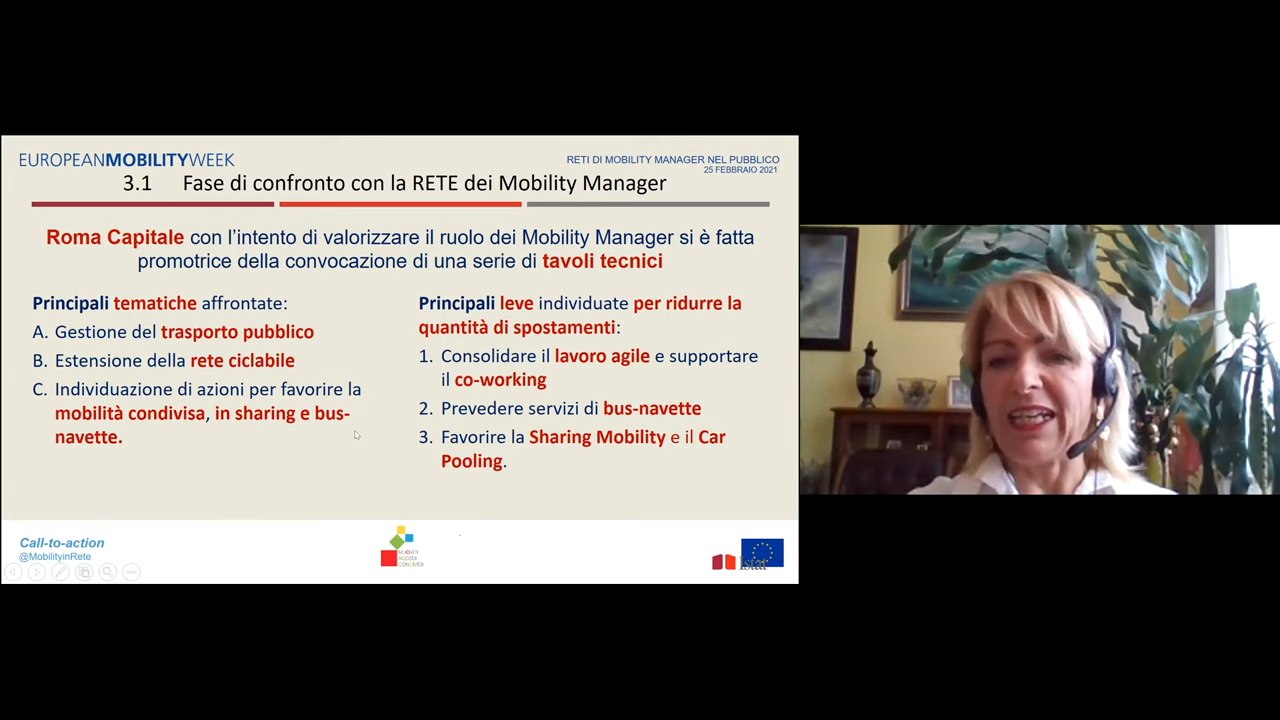 EUROPEANMOBILITYWEEK
RETI DI MOBILITY MANAGER NEL PUBBLICO
25 FEBBRAIO 2021
3.1 Fase di confronto con la RETE dei Mobility Manager
Roma Capitale con l’intento di valorizzare il ruolo dei Mobility Manager si è fatta
promotrice della convocazione di una serie di tavoli tecnici
Principali tematiche affrontate:
A. Gestione del trasporto pubblico
B. Estensione della rete ciclabile
C. Individuazione di azioni per favorire la
mobilità condivisa, in sharing e bus-
navette.
Principali leve individuate per ridurre la
quantità di spostamenti:
1. Consolidare il lavoro agile e supportare
il co-working
2. Prevedere servizi di bus-navette
3. Favorire la Sharing Mobility e il Car
Pooling.
Call-to-action
@MobilityinRete
MUOVITI
ACCEDI
CONDIVIDI
Istat